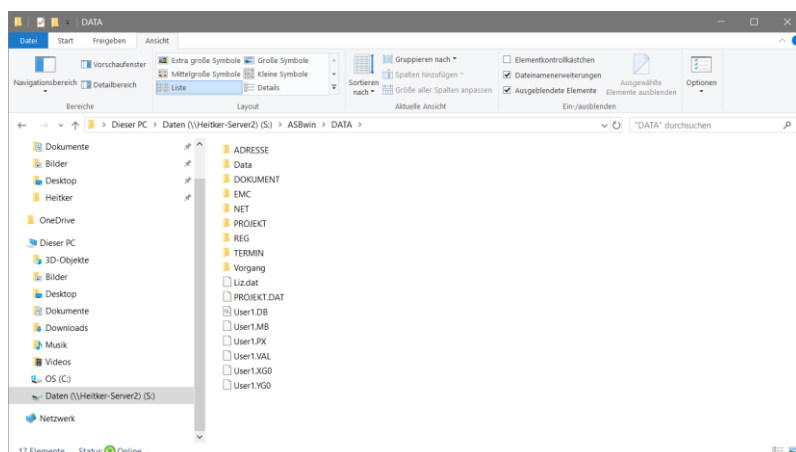 DATA
Datei Start Freigeben Ansicht
Navigationsbereich
Vorschaufenster
Detailbereich
Bereiche
Extra große Symbole Große Symbole
Mittelgroße Symbole Kleine Symbole
Liste Details
Layout
Sortieren nach
Gruppieren nach
Spalten hinzufügen
Größe aller Spalten anpassen
Aktuelle Ansicht
Elementkontrollkästchen
Dateinamenerweiterungen
Ausgeblendete Elemente
Ausgewählte
Elemente ausblenden
Ein-/ausblenden
Optionen
Dieser PC > Daten (\\Heitker-Server2) (S:) > ASBwin > DATA >
"DATA" durchsuchen
Dokumente
Bilder
Desktop
Heitker
OneDrive
Dieser PC
3D-Objekte
Bilder
Desktop
Dokumente
Downloads
Musik
Videos
OS (C:)
Daten (\\Heitker-Server2) (S:)
Netzwerk
ADRESSE
Data
DOKUMENT
EMC
NET
PROJEKT
REG
TERMIN
Vorgang
Liz.dat
PROJEKT.DAT
User1.DB
User1.MB
User1.PX
User1.VAL
User1.XG0
User1.YG0
17 Elemente Status: Online